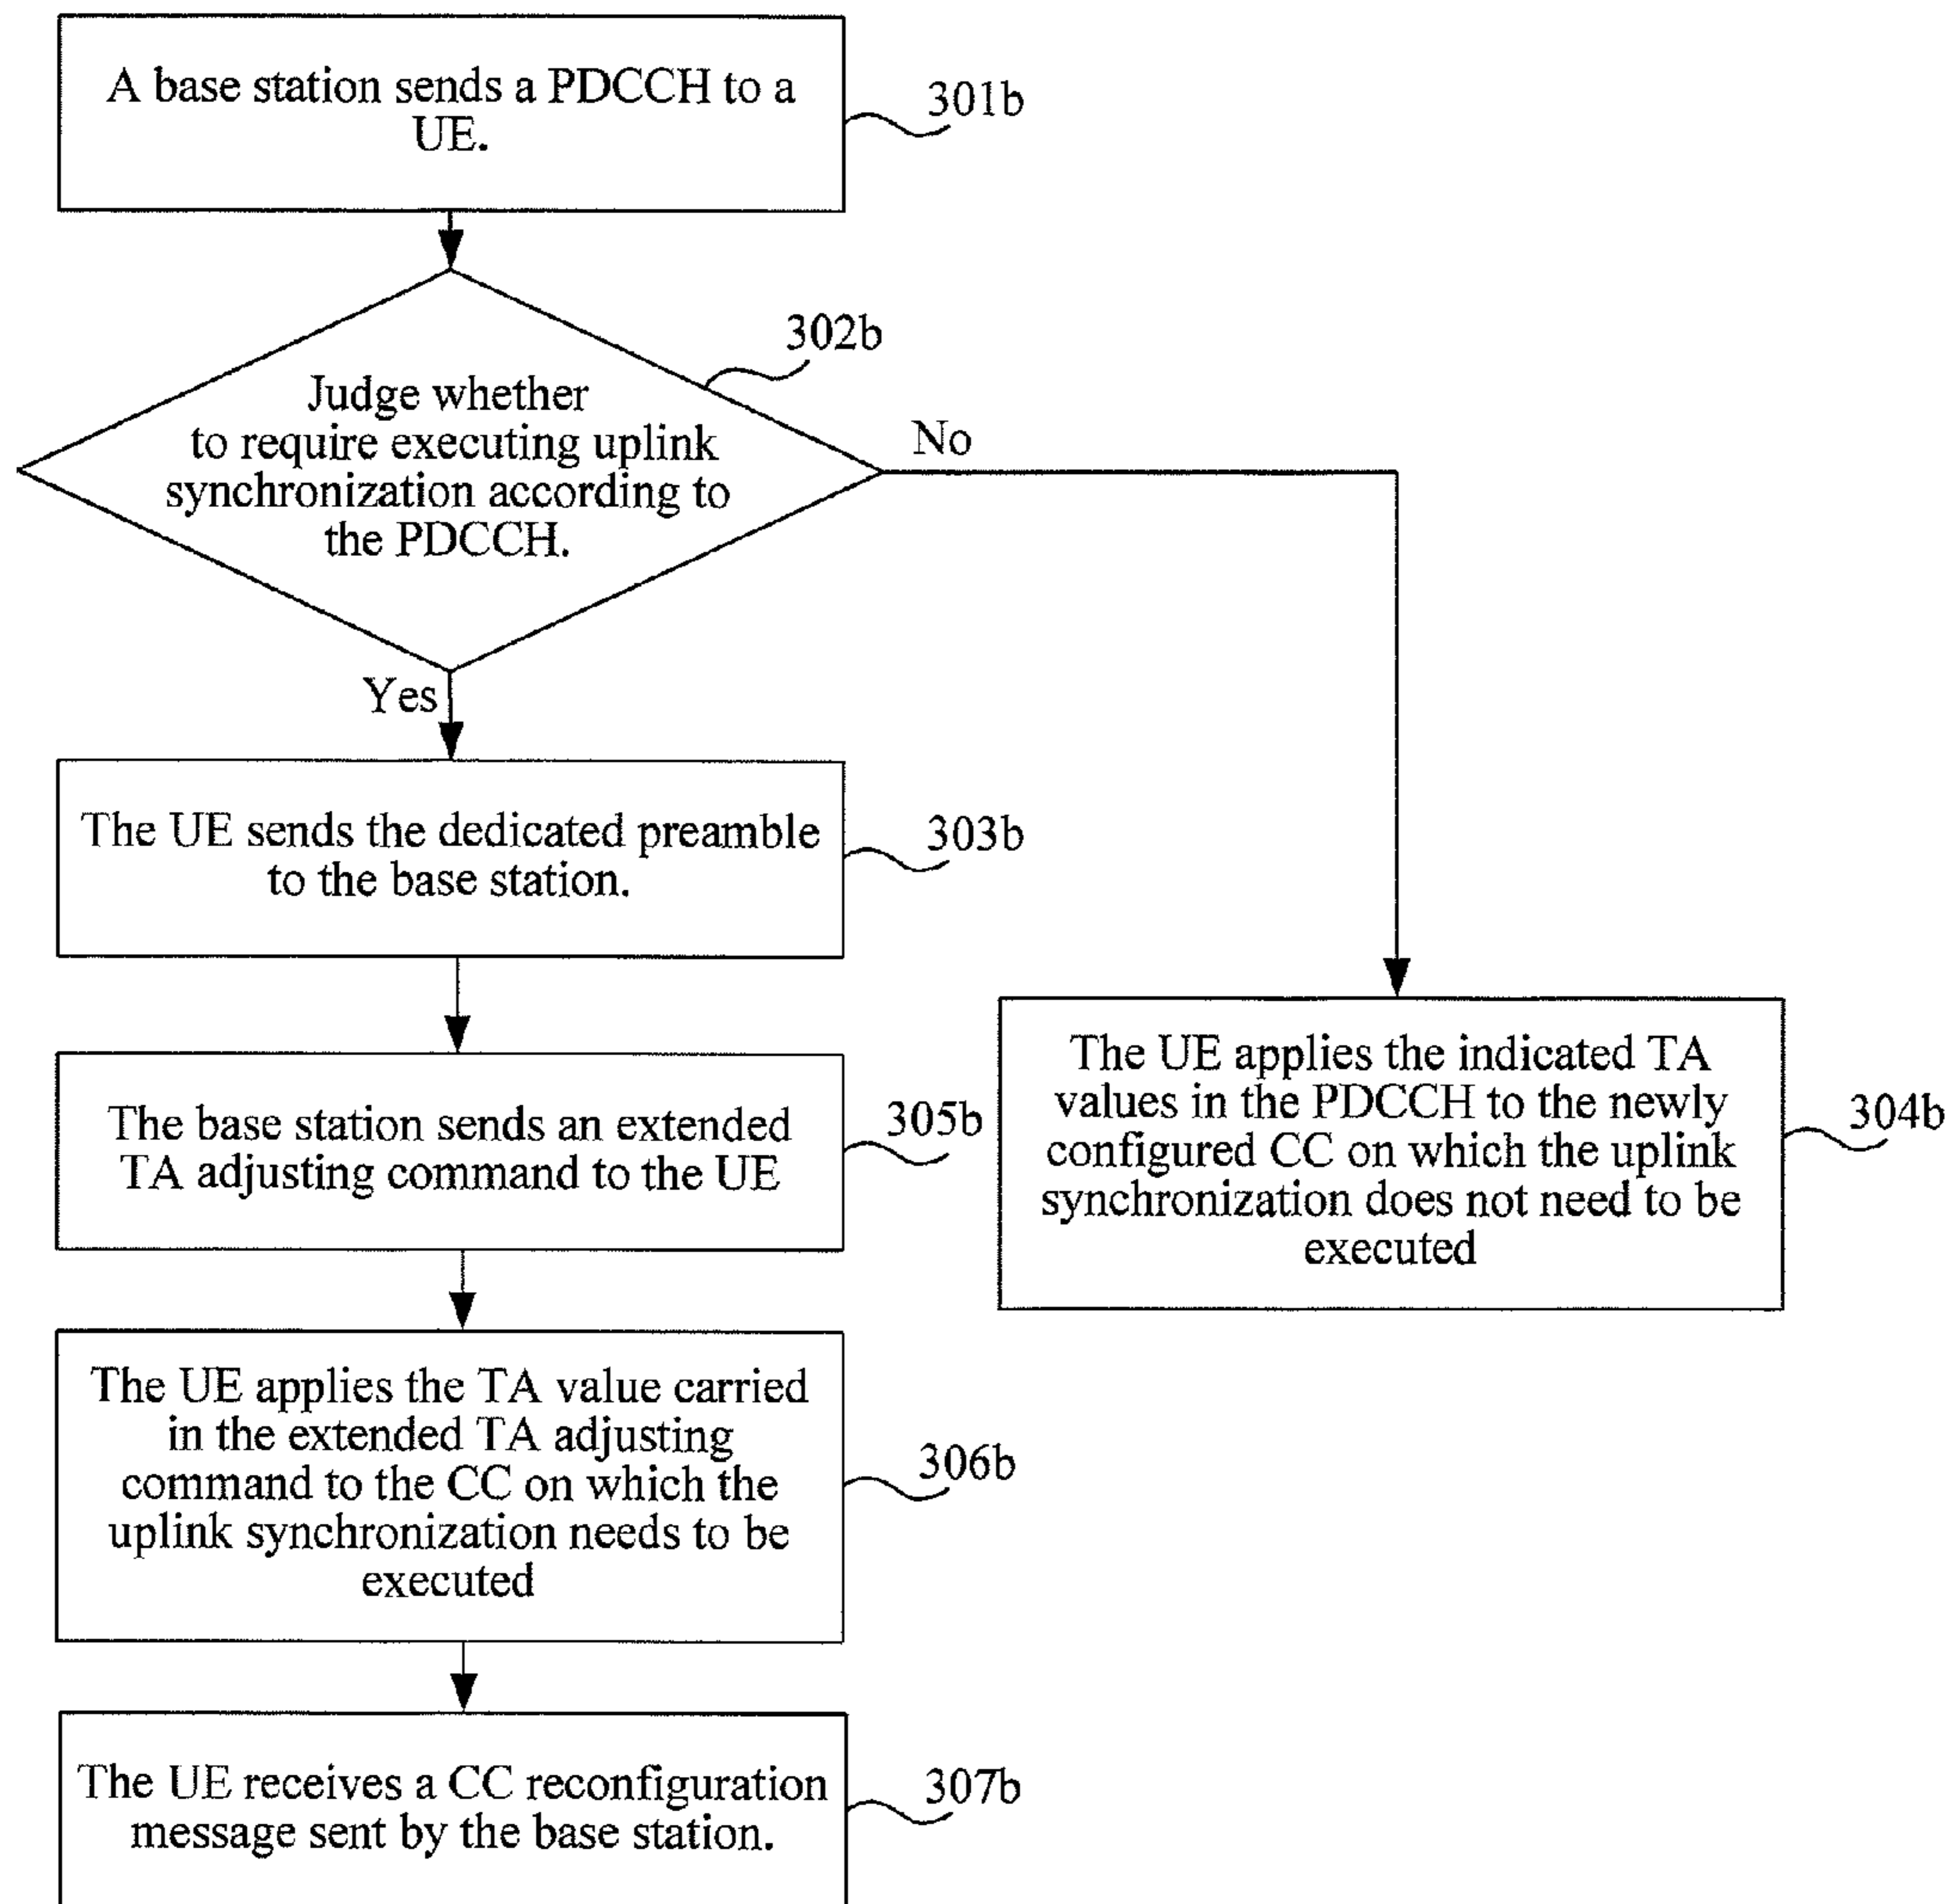 A base station sends a PDCCH to a
UE.
301b
302b
Judge whether
to require executing uplink
synchronization according to
the PDCCH.
No
Yes
The UE sends the dedicated preamble
to the base station.
303b
The base station sends an extended
TA adjusting command to the UE
305b
The UE applies the indicated TA
values in the PDCCH to the newly
configured CC on which the uplink
synchronization does not need to be
executed
304b
The UE applies the TA value carried
in the extended TA adjusting
command to the CC on which the
uplink synchronization needs to be
executed
306b
The UE receives a CC reconfiguration
message sent by the base station.
307b